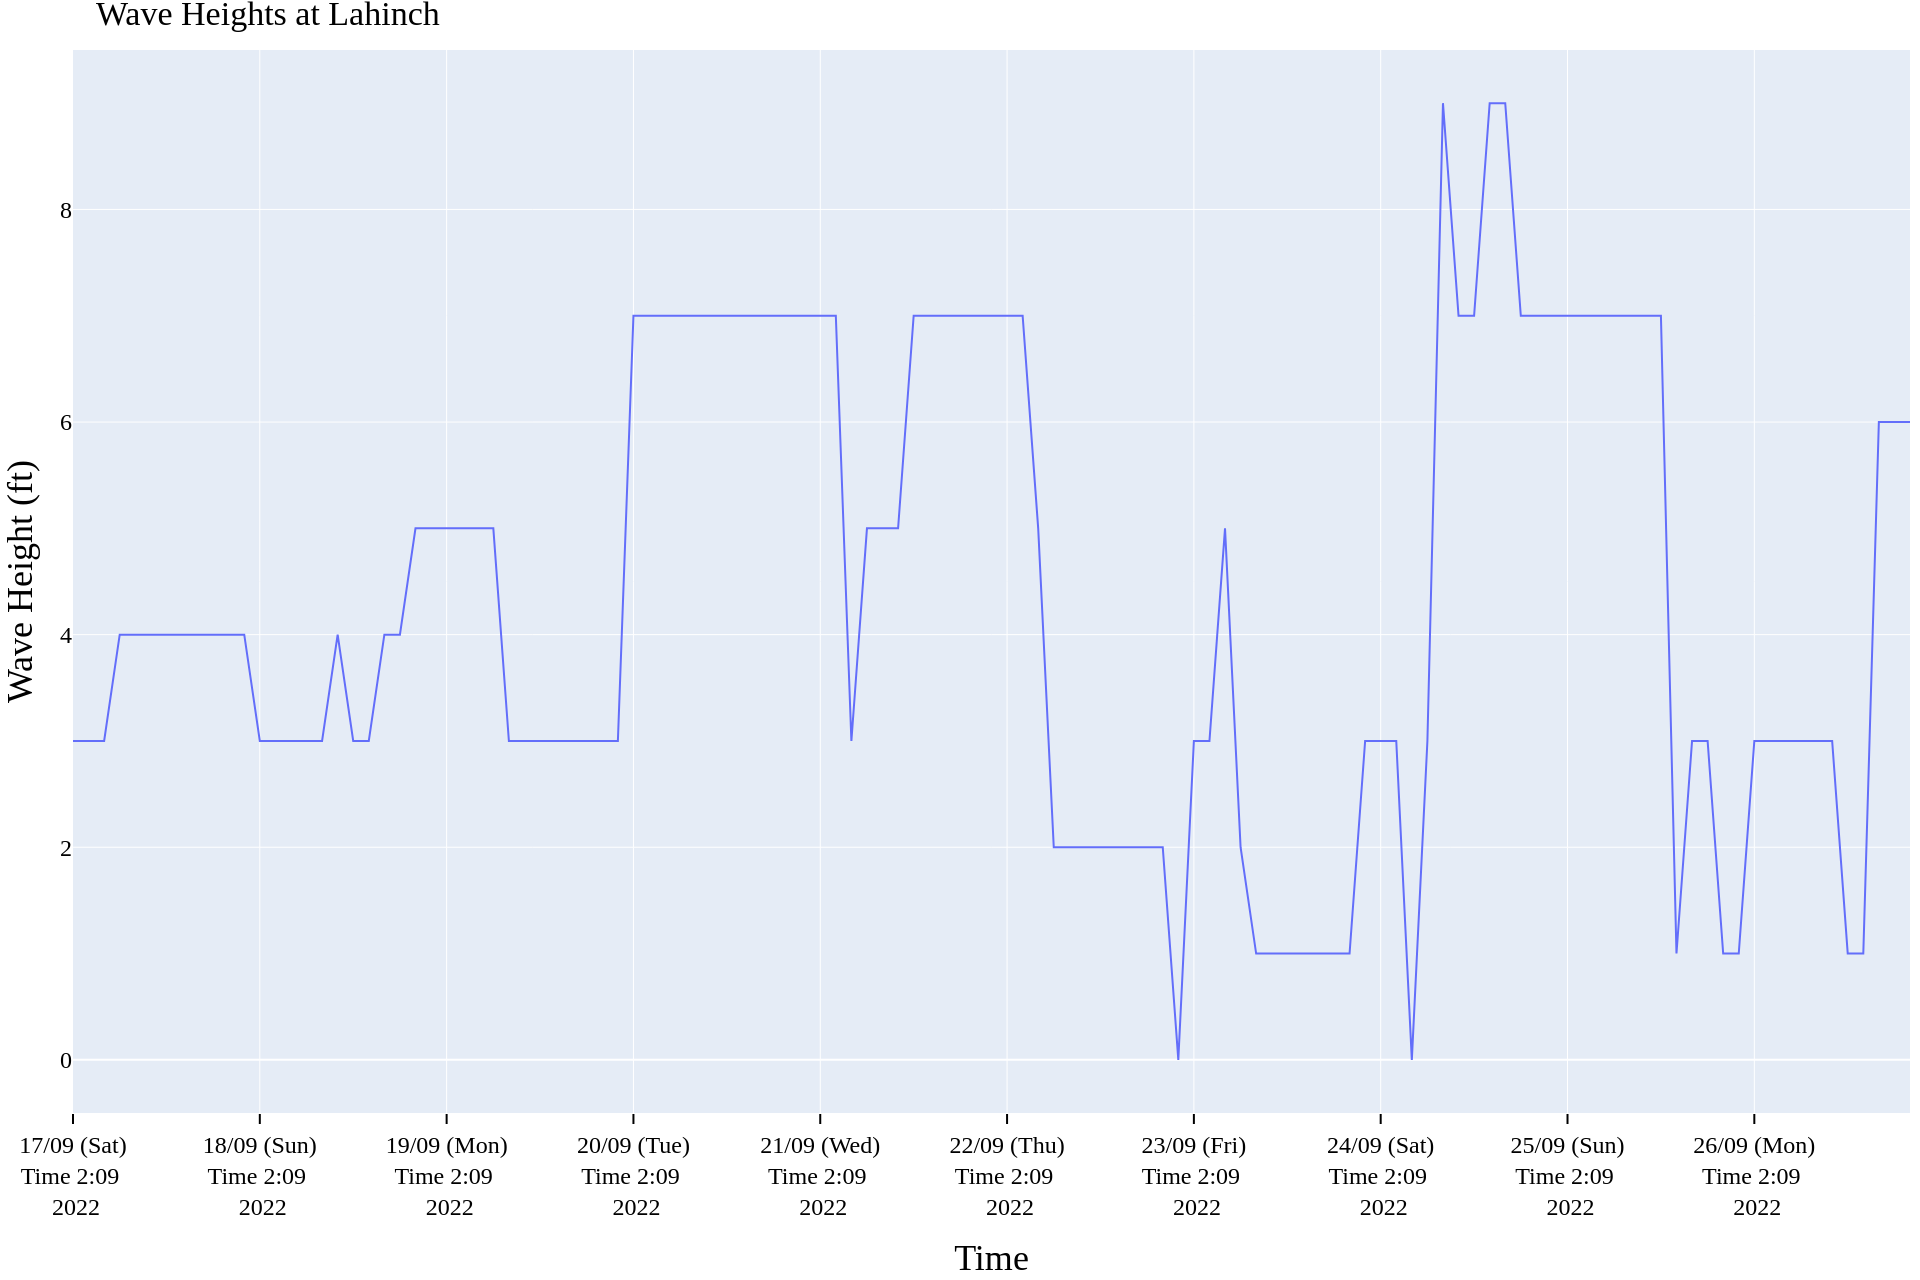 Wave Heights at Lahinch
Wave Height (ft)
8
6
4
2
0
17/09 (Sat)
Time 2:09
2022
18/09 (Sun)
Time 2:09
2022
19/09 (Mon)
Time 2:09
2022
20/09 (Tue)
Time 2:09
2022
21/09 (Wed)
Time 2:09
2022
22/09 (Thu)
Time 2:09
2022
23/09 (Fri)
Time 2:09
2022
24/09 (Sat)
Time 2:09
2022
25/09 (Sun)
Time 2:09
2022
26/09 (Mon)
Time 2:09
2022
Time